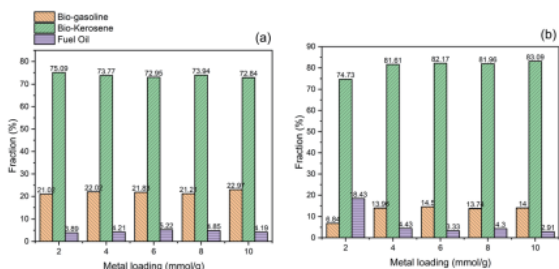 Bio-gasoline
Bio-Kerosene
Fuel Oil
(a)
Fraction (%)
80
70
60
50
40
30
20
10
0
75.09 73.77 72.95 73.94 72.84
21.02 22.02 21.83 21.21 22.97
3.89 4.21 5.22 4.85 4.19
2 4 6 8 10
Metal loading (mmol/g)
(b)
Fraction (%)
90
80
70
60
50
40
30
20
10
0
74.73 81.61 82.17 81.96 83.09
6.84 13.96 14.5 13.74 14
18.43 4.43 3.33 4.3 2.91
2 4 6 8 10
Metal loading (mmol/g)